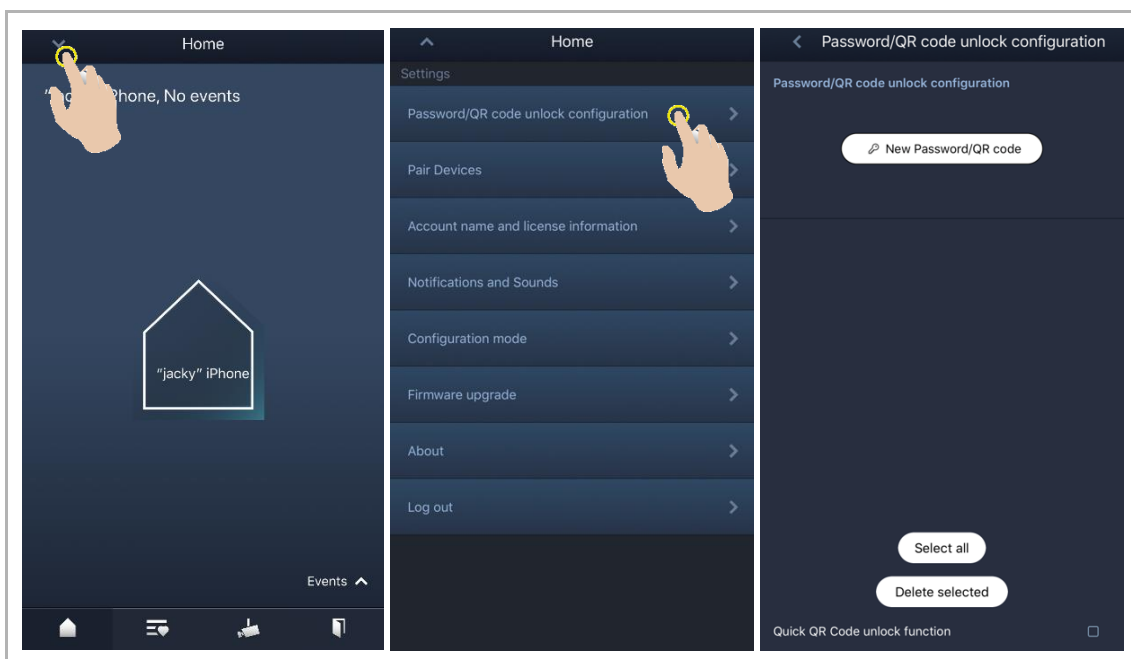 Home
iPhone, No events
"jacky" iPhone
Events
Home
Settings
Password/QR code unlock configuration
Pair Devices
Account name and license information
Notifications and Sounds
Configuration mode
Firmware upgrade
About
Log out
Password/QR code unlock configuration
Password/QR code unlock configuration
New Password/QR code
Select all
Delete selected
Quick QR Code unlock function